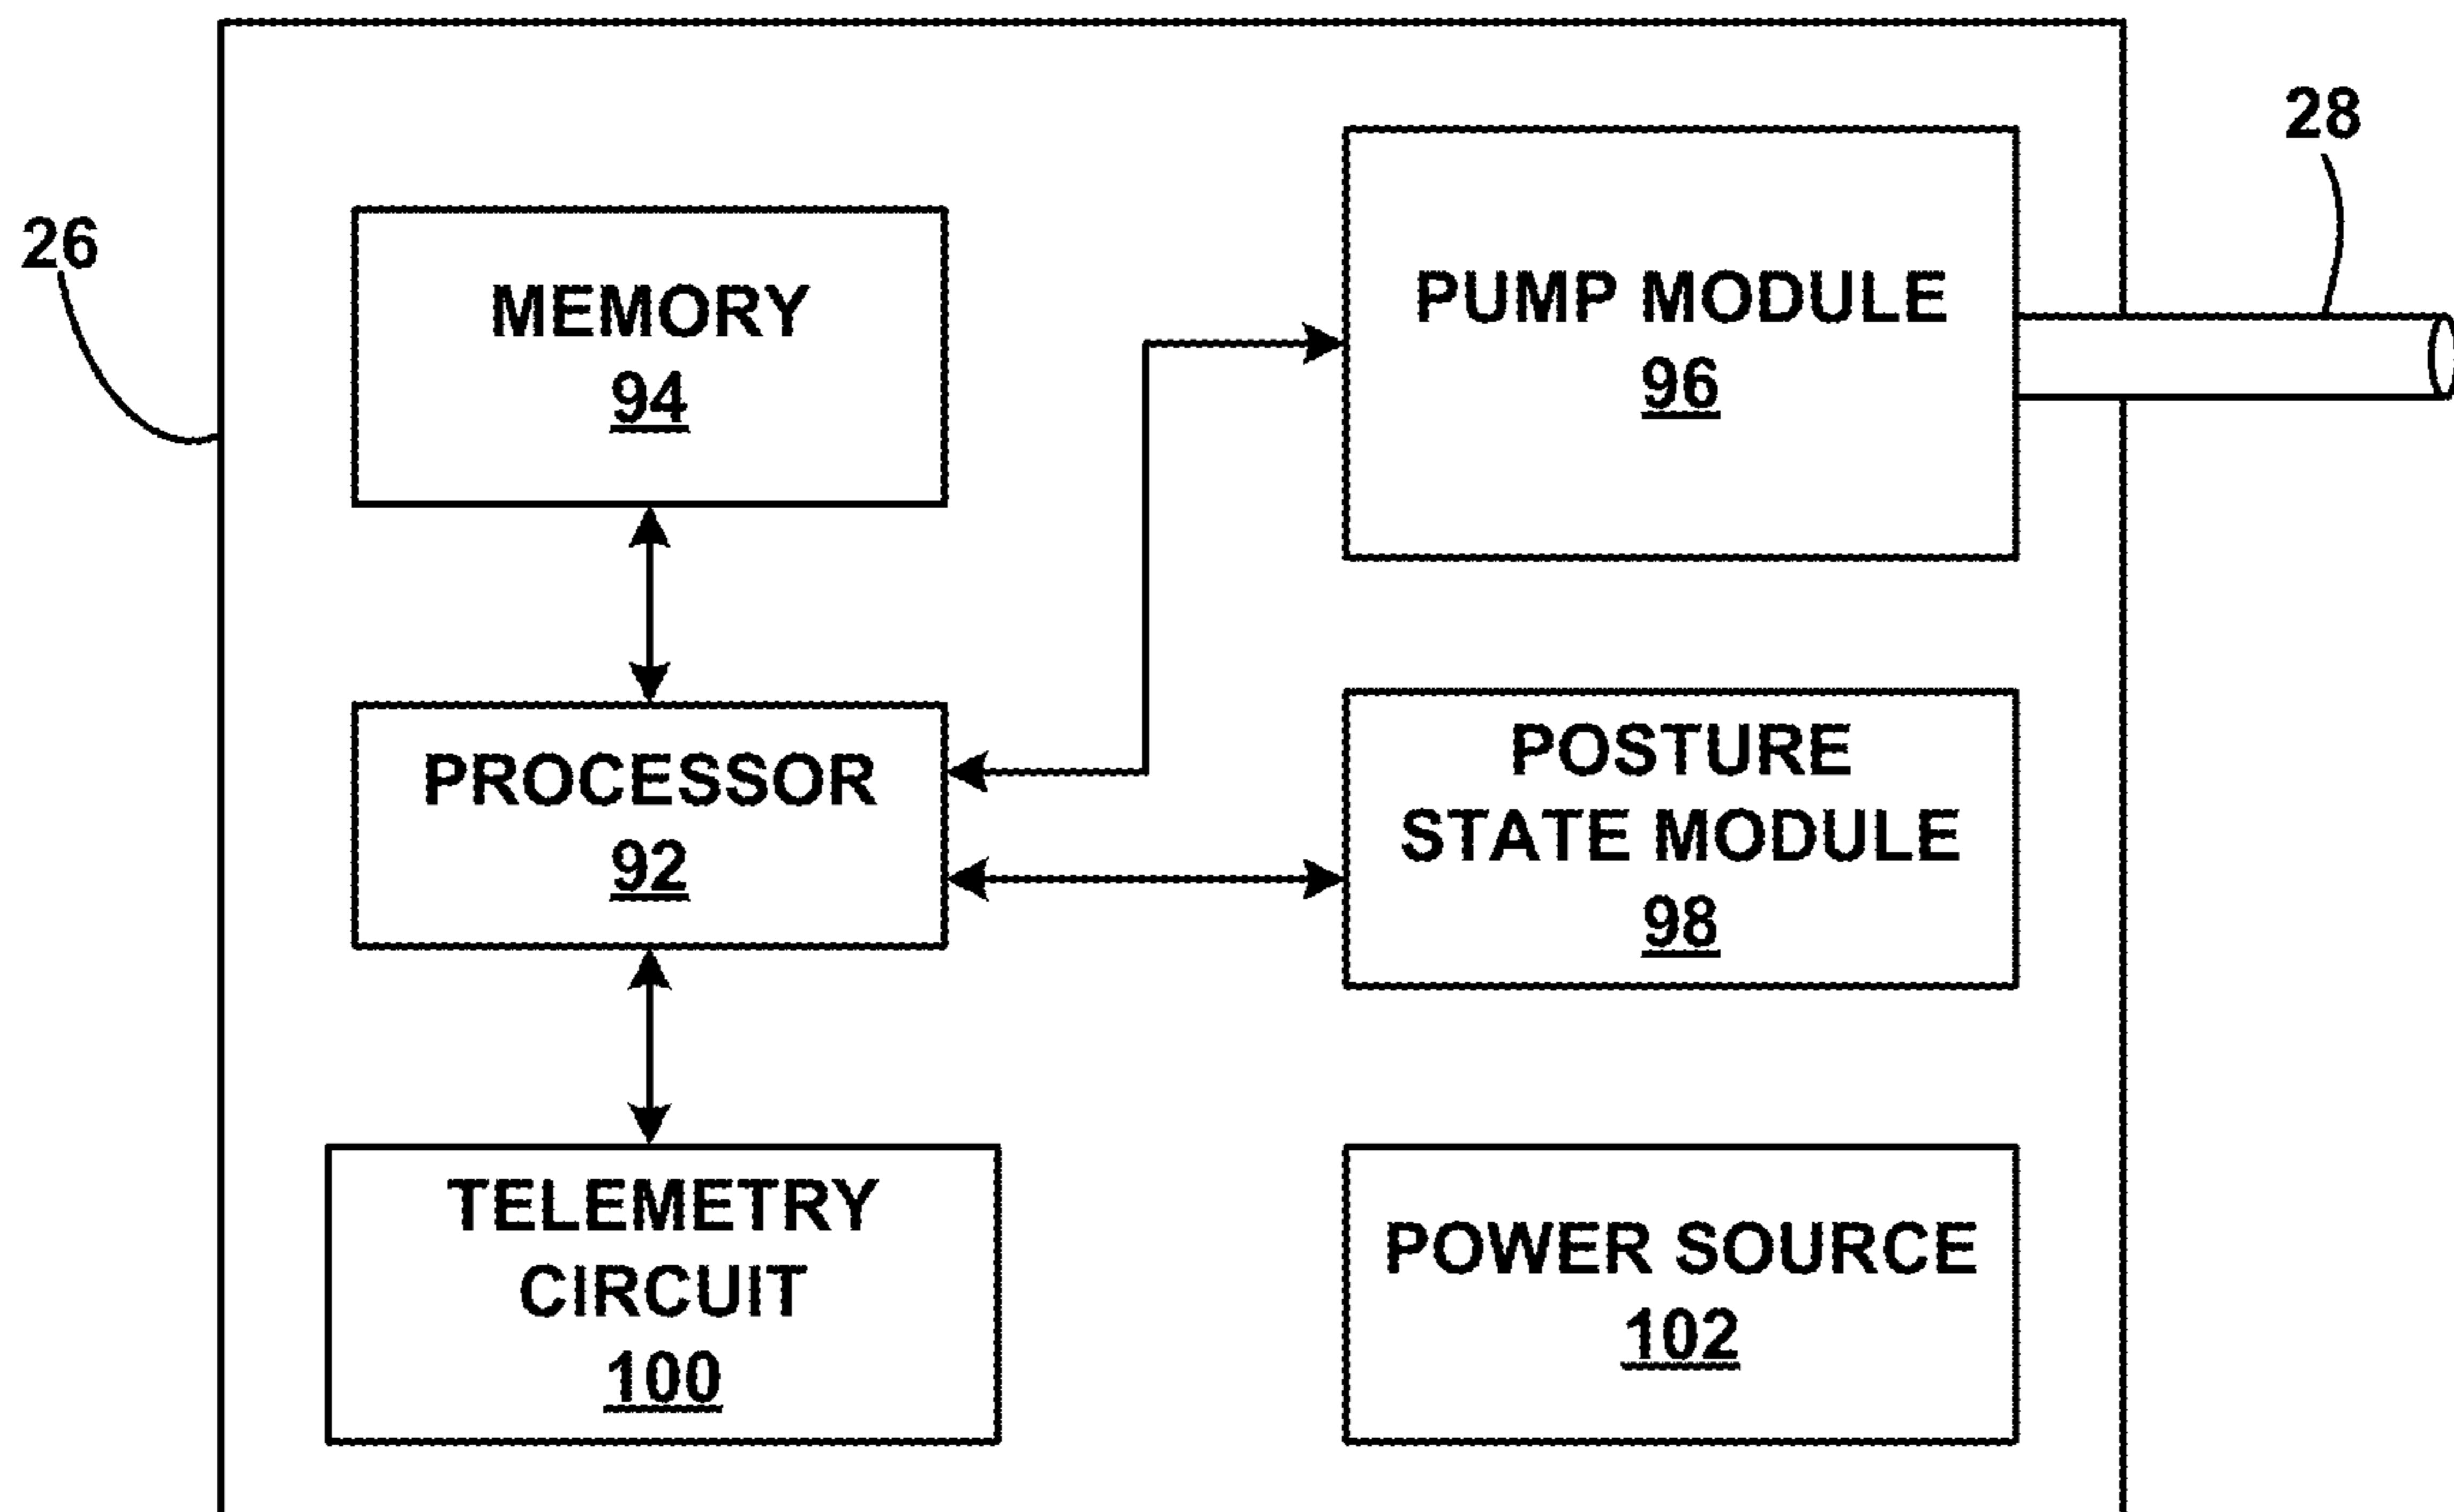 26
28
MEMORY
94
PUMP MODULE
96
PROCESSOR
92
POSTURE
STATE MODULE
98
TELEMETRY
CIRCUIT
100
POWER SOURCE
102